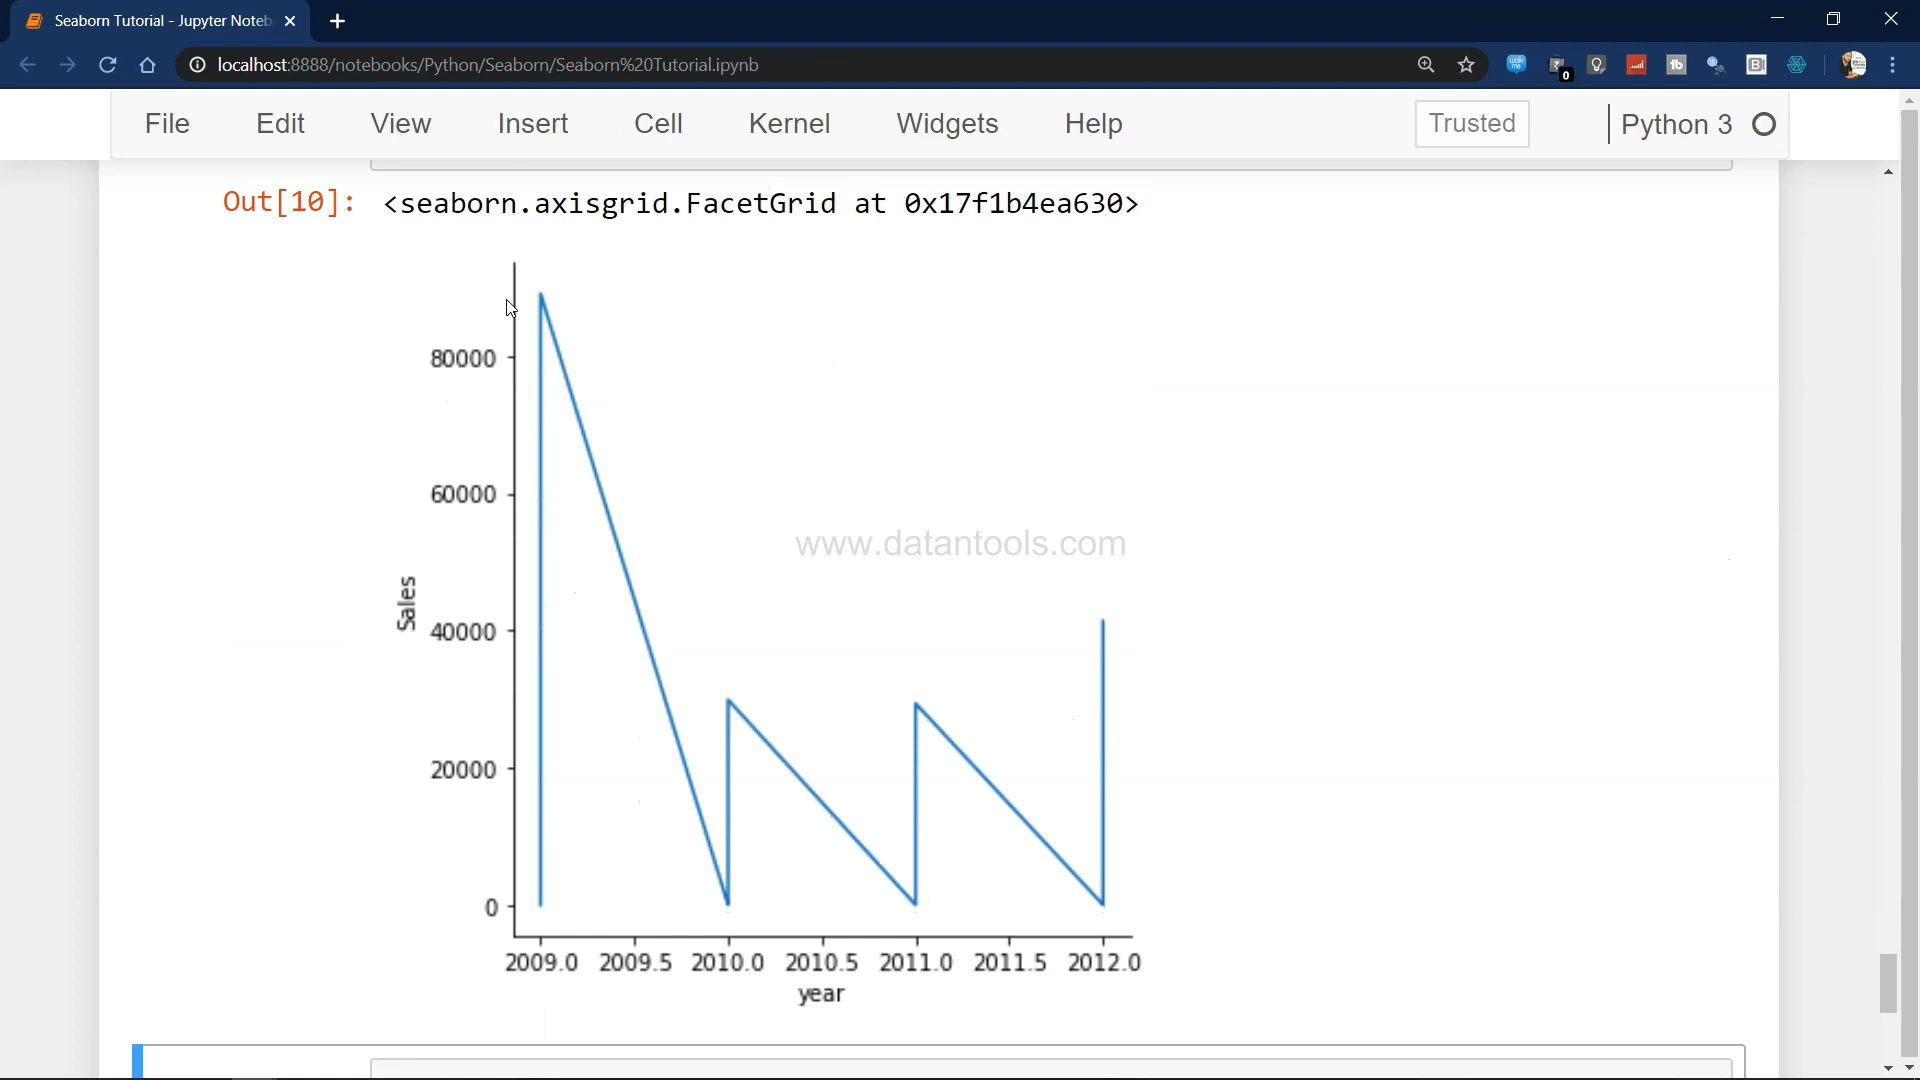 Seaborn Tutorial - Jupyter Noteb
localhost:8888/notebooks/Python/Seaborn/Seaborn%20Tutorial.ipynb
0
File Edit View Insert Cell Kernel Widgets Help Trusted Python 3
Out[10]: <seaborn.axisgrid.FacetGrid at 0x17f1b4ea630>
80000
60000
www.datantools.com
Sales
40000
20000
0
2009.0 2009.5 2010.0 2010.5 2011.0 2011.5 2012.0
year